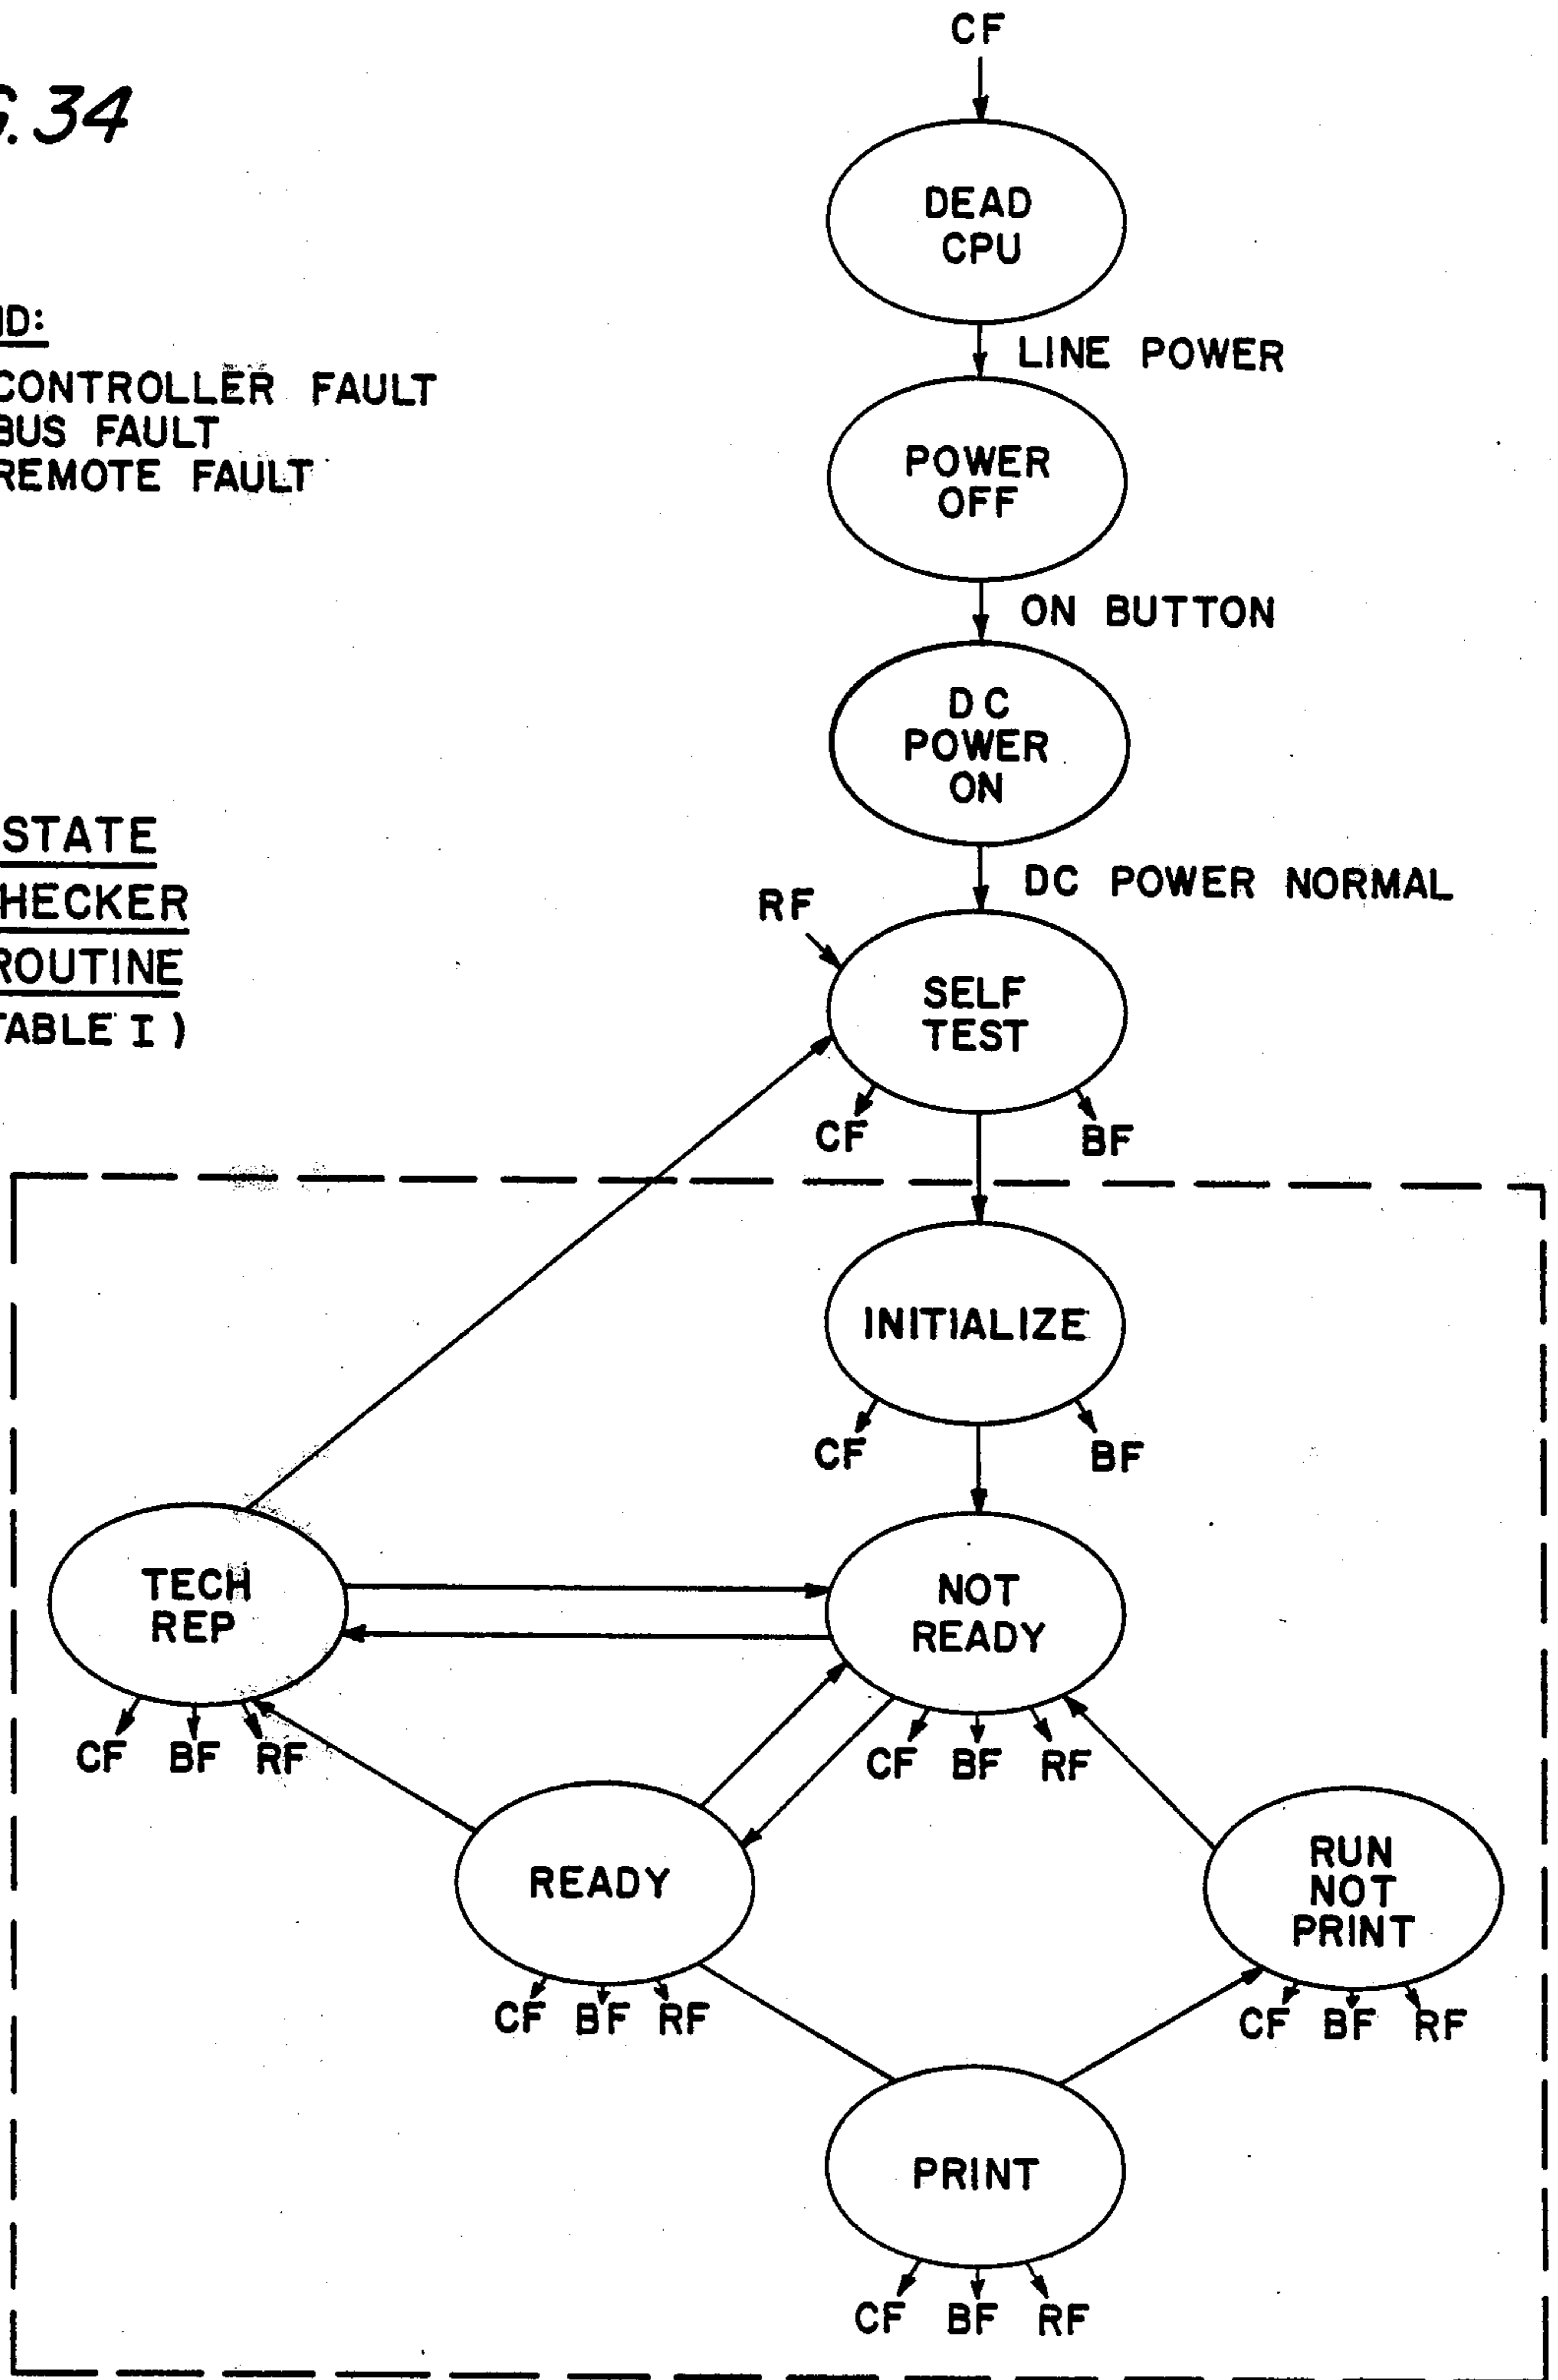 CF
G. 34
DEAD
CPU
ND:
LINE POWER
CONTROLLER FAULT
BUS FAULT
REMOTE FAULT
POWER
OFF
ON BUTTON
DC
POWER
ON
STATE
HECKER
ROUTINE
TABLE I )
DC POWER NORMAL
RF
SELF
TEST
CF
BF
INITIALIZE
CF
BF
TECH
REP
NOT
READY
CF BF RF
CF BF RF
READY
RUN
NOT
PRINT
CF BF RF
CF BF RF
PRINT
CF BF RF